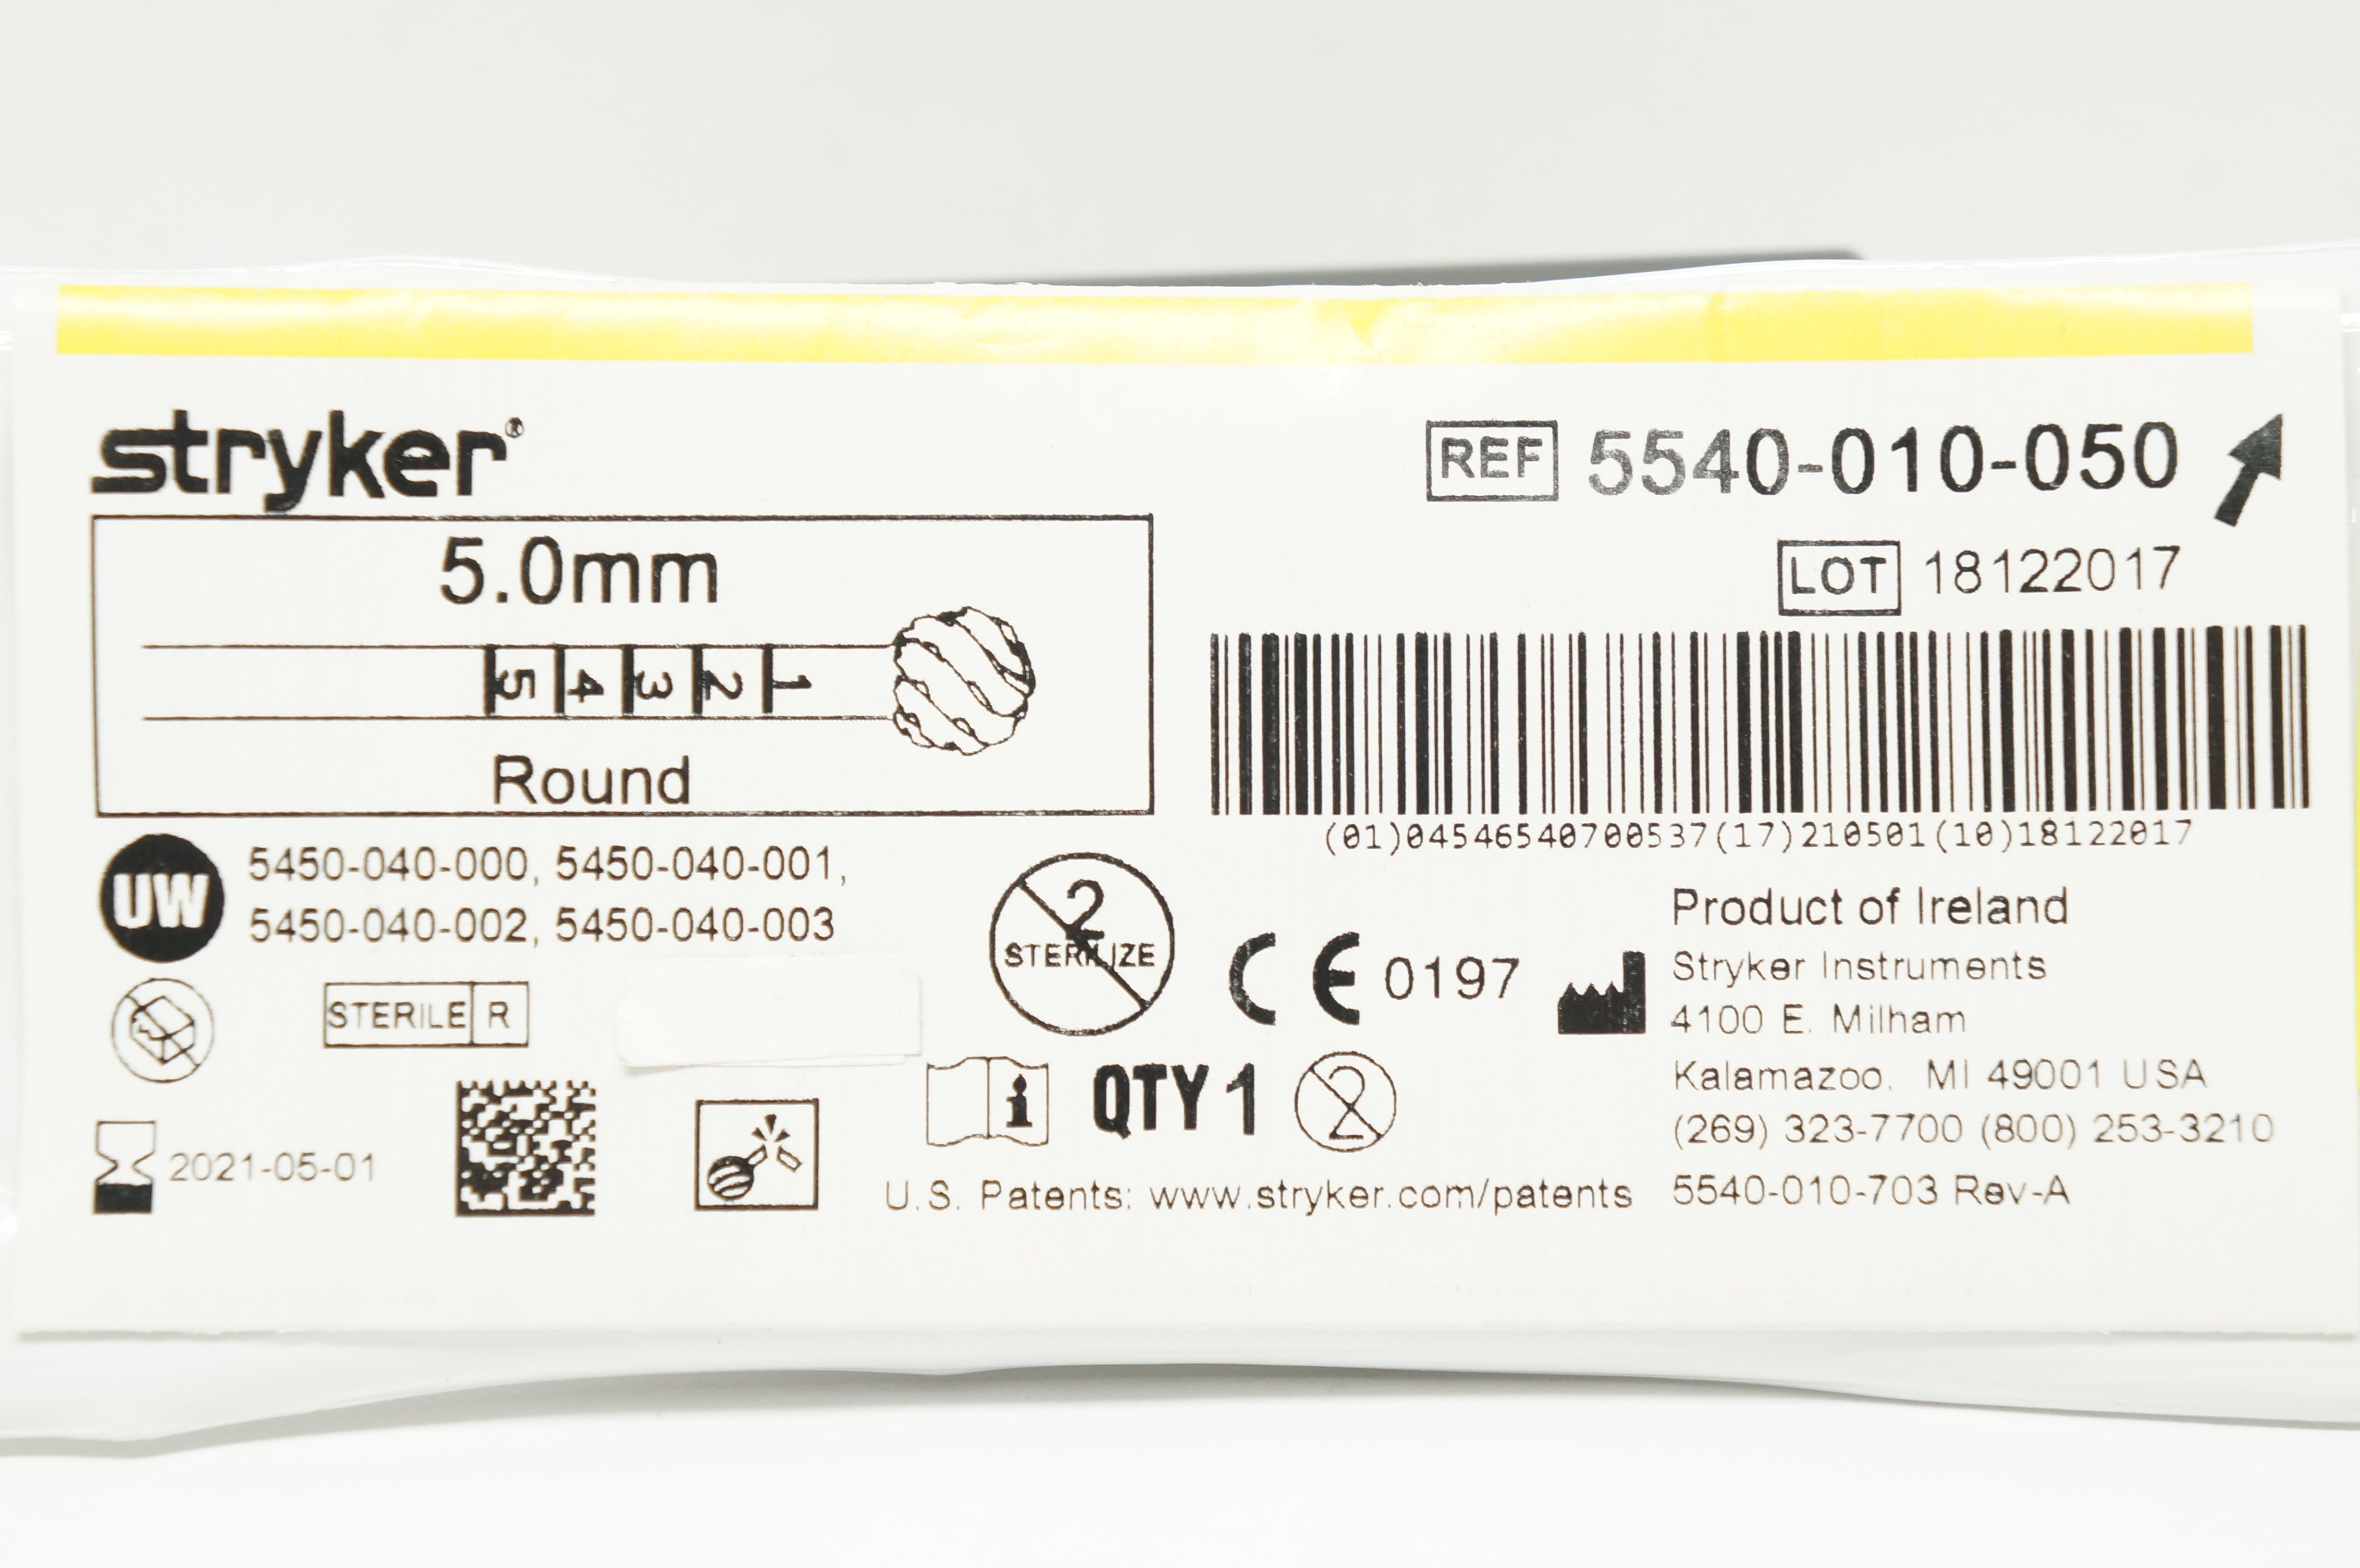 stryker®
REF 5540-010-050
LOT 18122017
5.0mm
5 4 3 2 1
Round
(01)04546540700537(17)210501(10)18122017
UW 5450-040-000, 5450-040-001,
5450-040-002, 5450-040-003
2
STERILIZE
CE 0197
Product of Ireland
Stryker Instruments
4100 E. Milham
Kalamazoo, MI 49001 USA
(269) 323-7700 (800) 253-3210
STERILE R
i QTY 1 2
2021-05-01
U.S. Patents: www.stryker.com/patents
5540-010-703 Rev-A